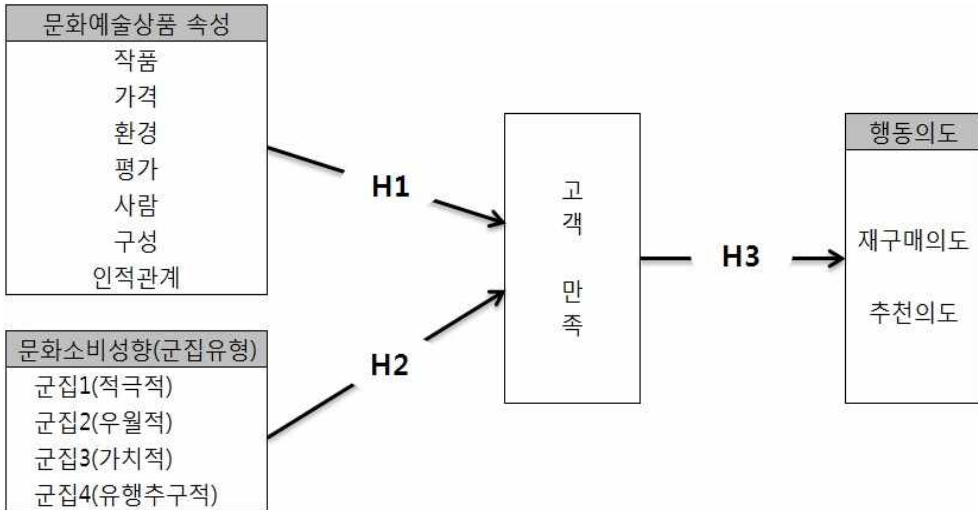 문화예술상품 속성
작품
가격
환경
평가
사람
구성
인적관계
문화소비성향(군집유형)
군집1(적극적)
군집2(우월적)
군집3(가치적)
군집4(유행추구적)
H1
H2
고
객
만
족
H3
행동의도
재구매의도
추천의도